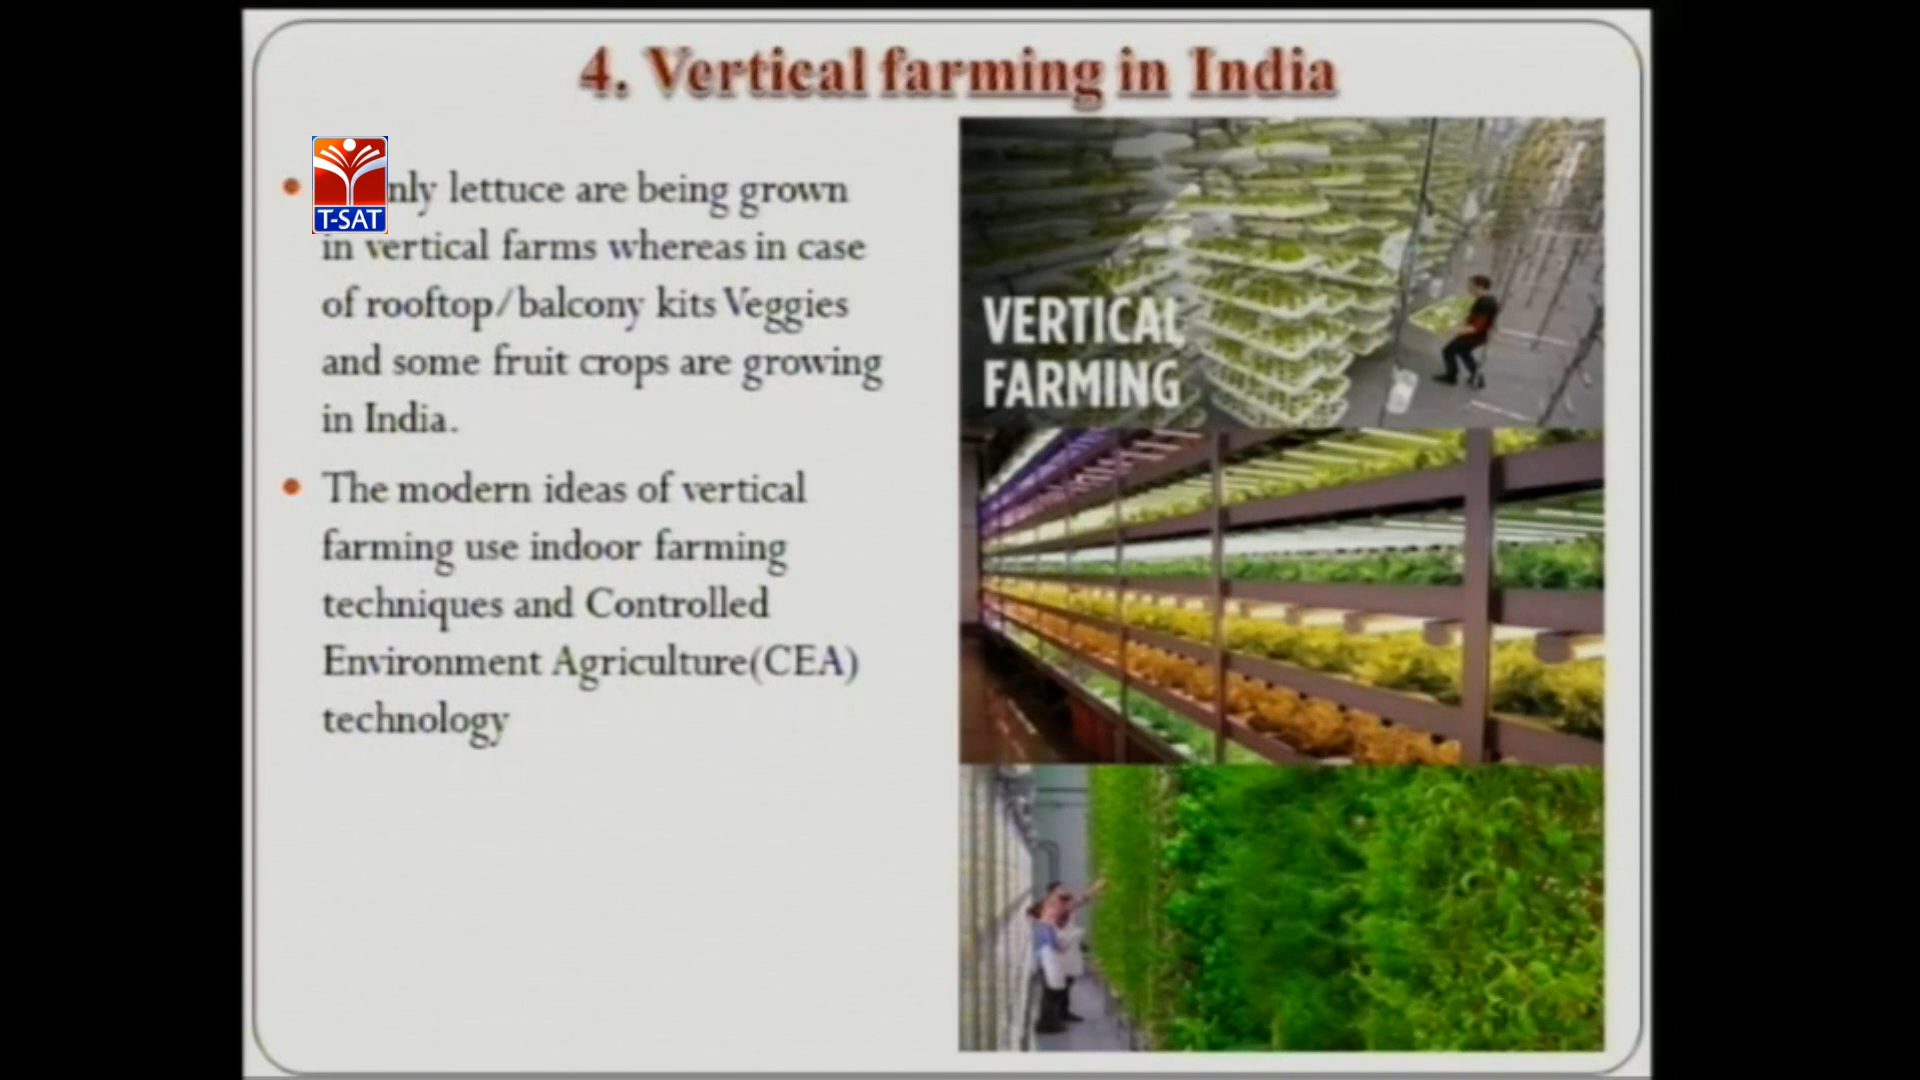 4. Vertical farming in India
T-SAT
lettuce are being grown
in vertical farms whereas in case
of rooftop/balcony kits Veggies
and some fruit crops are growing
in India.
The modern ideas of vertical
farming use indoor farming
techniques and Controlled
Environment Agriculture(CEA)
technology
VERTICAL
FARMING